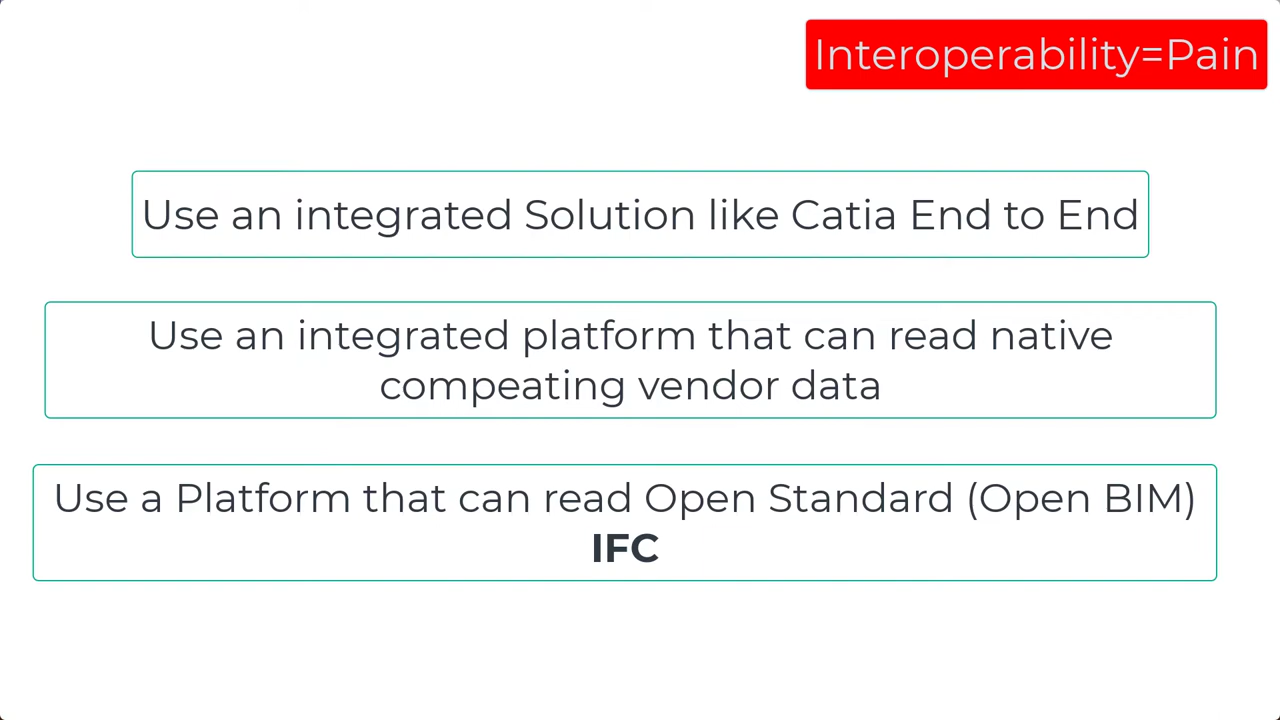 Interoperability=Pain
Use an integrated Solution like Catia End to End
Use an integrated platform that can read native
compeating vendor data
Use a Platform that can read Open Standard (Open BIM)
IFC